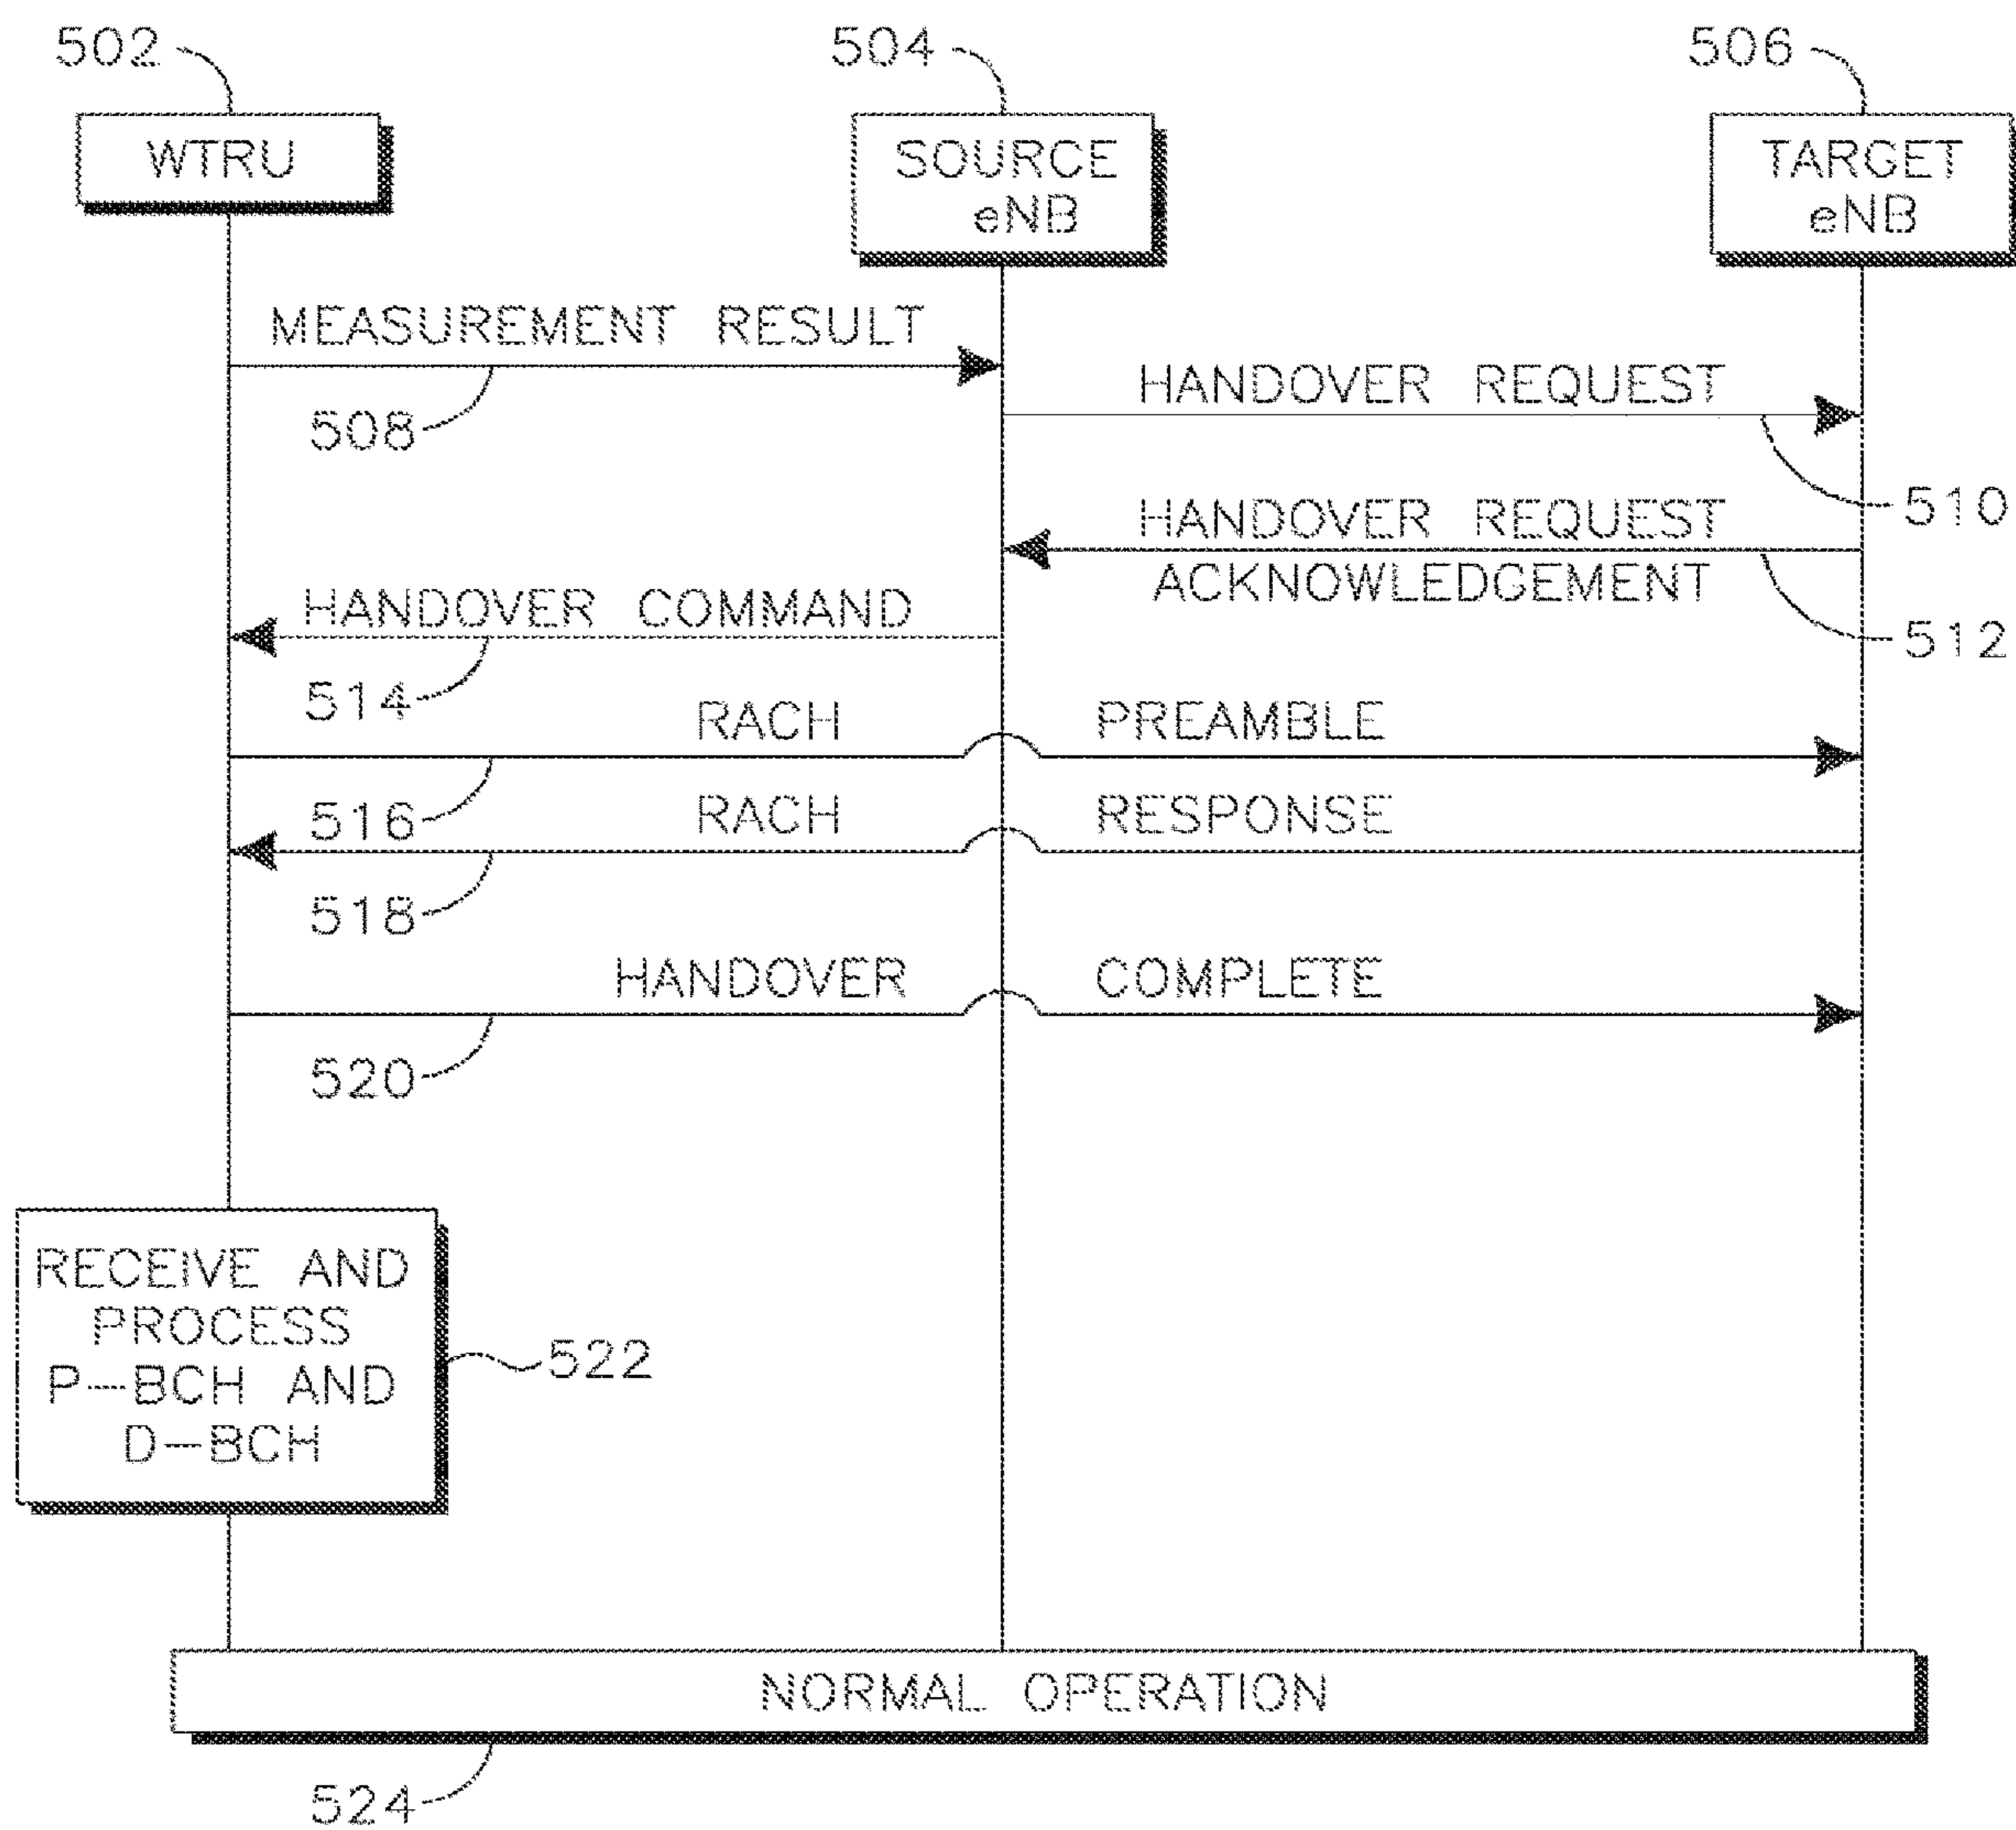 502
504
506
WTRU
SOURCE
eNB
TARGET
eNB
MEASUREMENT RESULT
508
HANDOVER REQUEST
510
HANDOVER REQUEST
ACKNOWLEDGEMENT
512
HANDOVER COMMAND
514
RACH PREAMBLE
516
RACH RESPONSE
518
HANDOVER COMPLETE
520
RECEIVE AND
PROCESS
P-BCH AND
D-BCH
522
NORMAL OPERATION
524